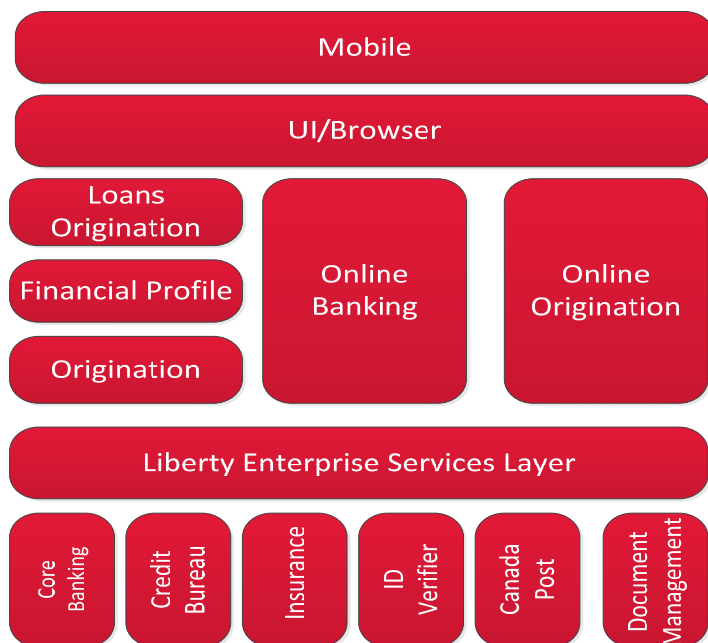 Mobile
UI/Browser
Loans
Origination
Financial Profile
Origination
Online
Banking
Online
Origination
Liberty Enterprise Services Layer
Core
Banking
Credit
Bureau
Insurance
ID
Verifier
Canada
Post
Document
Management